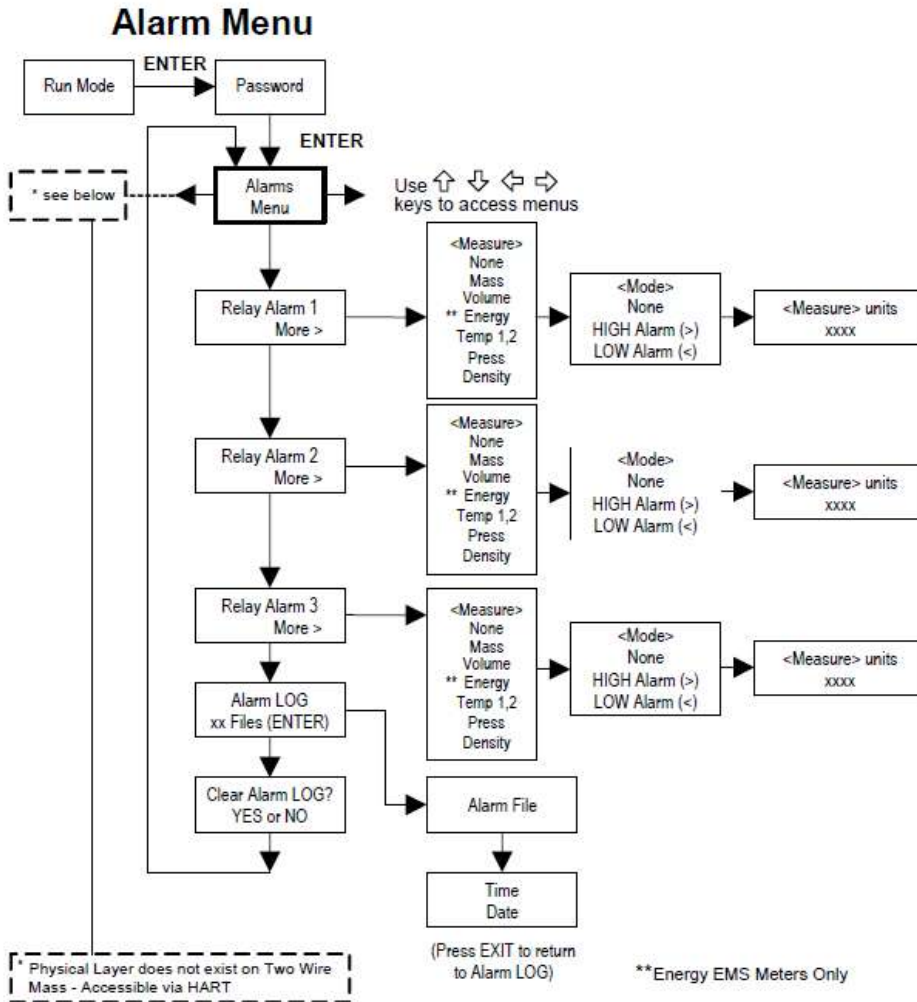 Alarm Menu
ENTER
Run Mode
Password
ENTER
* see below
Alarms
Menu
Use
keys to access menus
Relay Alarm 1
More >
<Measure>
None
Mass
Volume
** Energy
Temp 1,2
Press
Density
<Mode>
None
HIGH Alarm (>)
LOW Alarm (<)
<Measure> units
xxxx
Relay Alarm 2
More >
<Measure>
None
Mass
Volume
** Energy
Temp 1,2
Press
Density
<Mode>
None
HIGH Alarm (>)
LOW Alarm (<)
<Measure> units
xxxx
Relay Alarm 3
More >
<Measure>
None
Mass
Volume
** Energy
Temp 1,2
Press
Density
<Mode>
None
HIGH Alarm (>)
LOW Alarm (<)
<Measure> units
xxxx
Alarm LOG
xx Files (ENTER)
Clear Alarm LOG?
YES or NO
Alarm File
Time
Date
(Press EXIT to return
to Alarm LOG)
* Physical Layer does not exist on Two Wire
Mass - Accessible via HART
**Energy EMS Meters Only